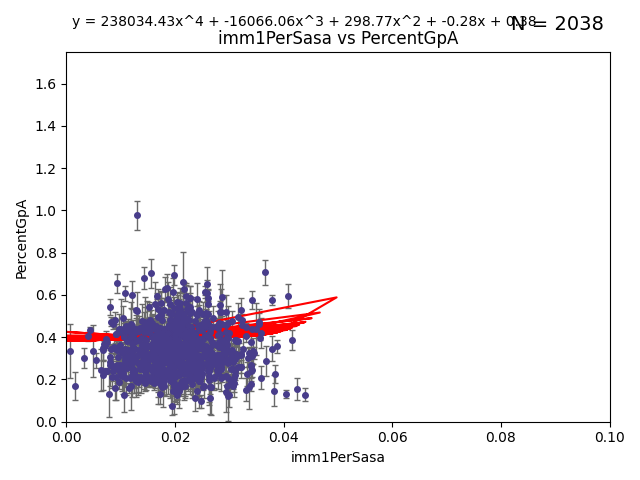 y = 238034.43x^4 + -16066.06x^3 + 298.77x^2 + -0.28x + 0.38
N = 2038
imm1PerSasa vs PercentGpA
PercentGpA
1.6
1.4
1.2
1.0
0.8
0.6
0.4
0.2
0.0
0.00 0.02 0.04 0.06 0.08 0.10
imm1PerSasa